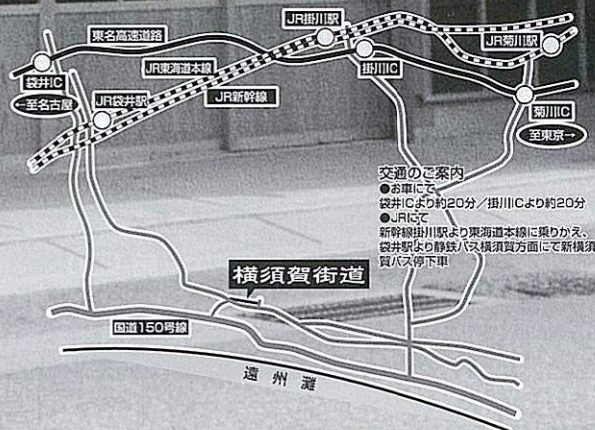 JR掛川駅
東名高速道路
JR菊川駅
袋井IC
JR東海道本線
掛川IC
←至名古屋
JR袋井駅
JR新幹線
菊川IC
至東京→
交通のご案内
●お車にて
袋井ICより約20分／掛川ICより約20分
●JRにて
新幹線掛川駅より東海道本線に乗りかえ、
袋井駅より静鉄バス横須賀方面にて新横須
賀バス停下車
横須賀街道
国道150号線
遠州灘